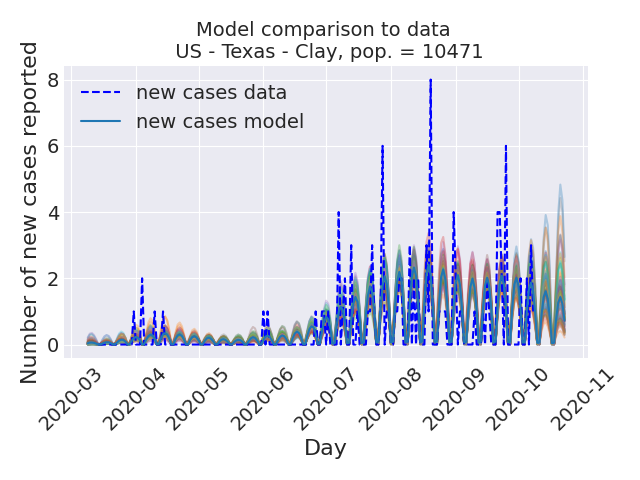 Model comparison to data
US - Texas - Clay, pop. = 10471
Number of new cases reported
8
6
4
2
0
new cases data
new cases model
2020-03
2020-04
2020-05
2020-06
2020-07
2020-08
2020-09
2020-10
2020-11
Day